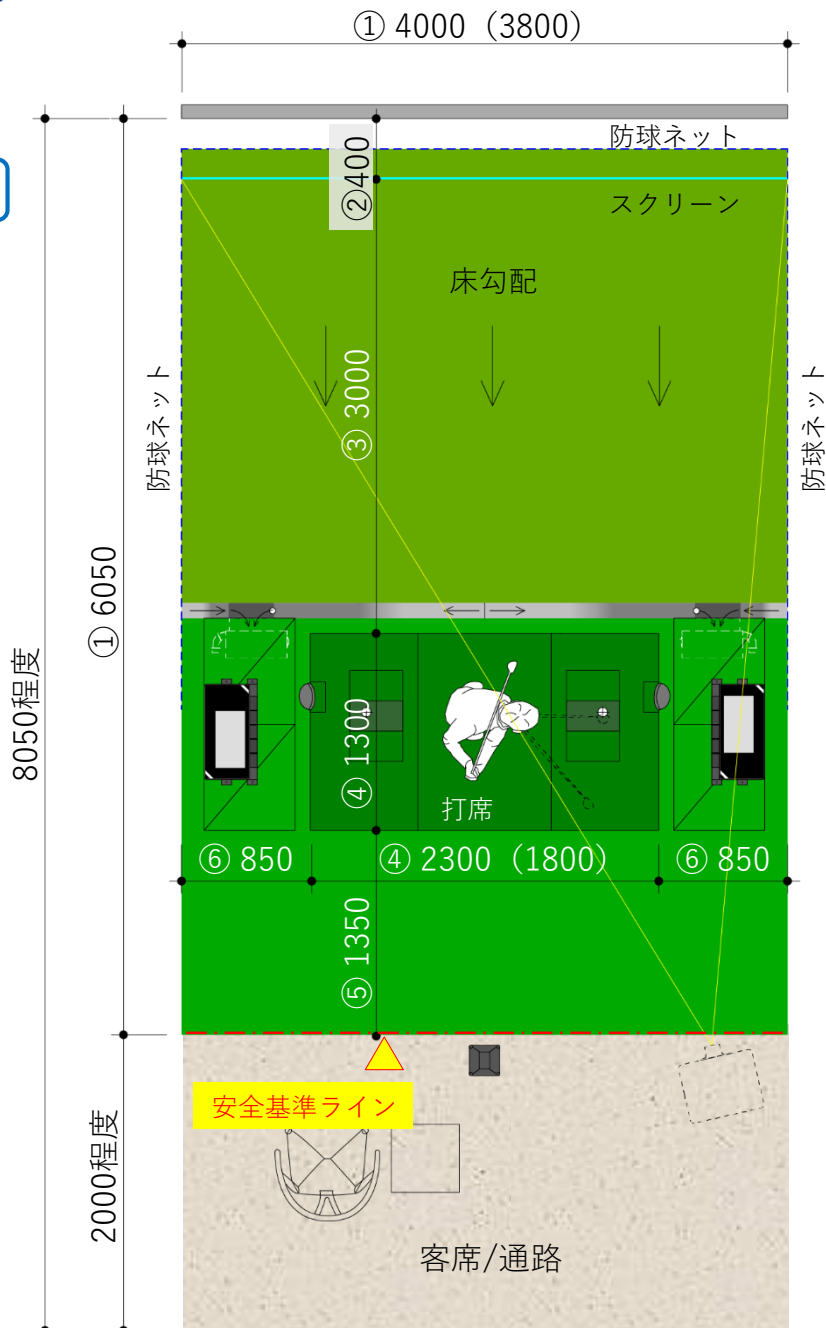 ① 4000（3800）
防球ネット
②400
スクリーン
床勾配
③ 3000
防球ネット
防球ネット
① 6050
8050程度
④ 1300
打席
⑥ 850
④ 2300（1800）
⑥ 850
⑤ 1350
安全基準ライン
2000程度
客席/通路